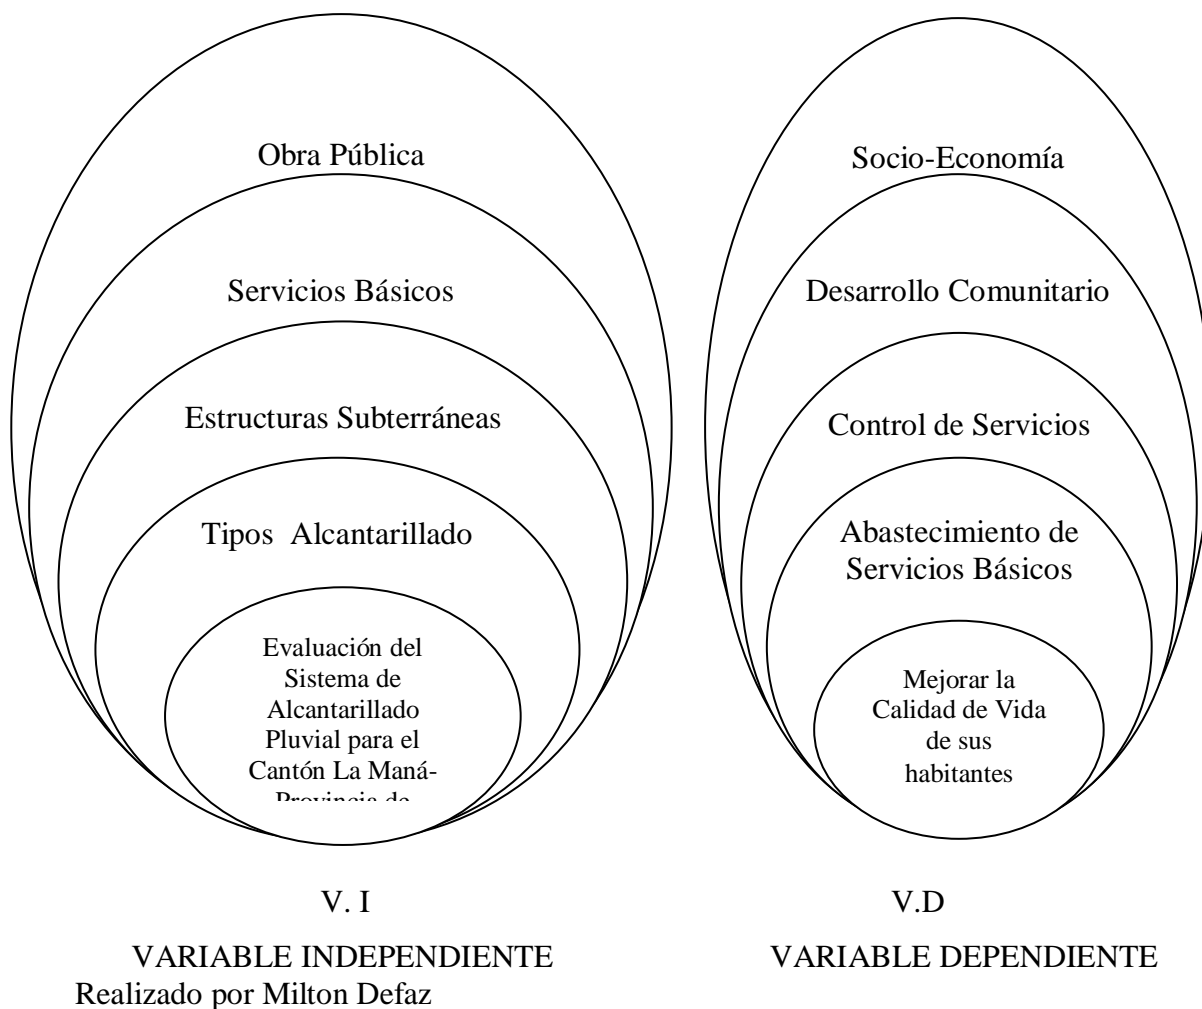 Obra Pública
Servicios Básicos
Estructuras Subterráneas
Tipos Alcantarillado
Evaluación del
Sistema de
Alcantarillado
Pluvial para el
Cantón La Maná-
Provincia de
V. I
VARIABLE INDEPENDIENTE
Realizado por Milton Defaz
Socio-Economía
Desarrollo Comunitario
Control de Servicios
Abastecimiento de
Servicios Básicos
Mejorar la
Calidad de Vida
de sus
habitantes
V.D
VARIABLE DEPENDIENTE